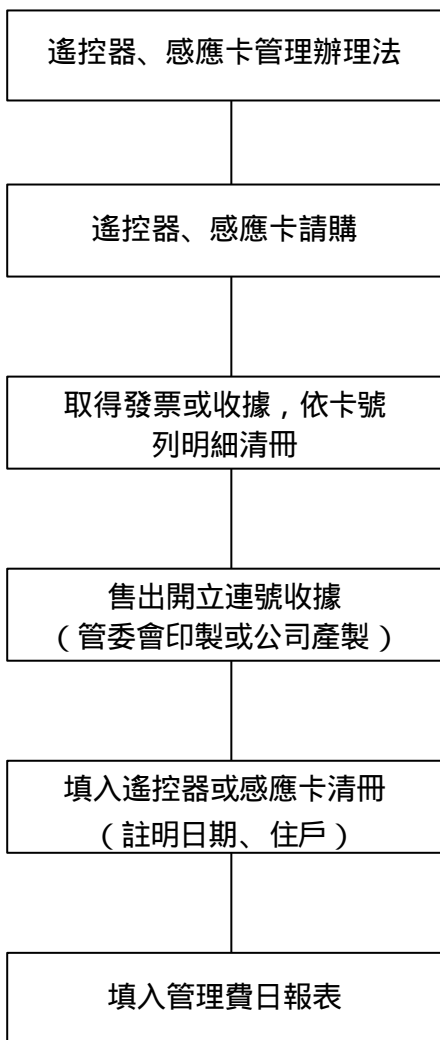 遙控器、感應卡管理辦理法
遙控器、感應卡請購
取得發票或收據，依卡號
列明細清冊
售出開立連號收據
（管委會印製或公司產製）
填入遙控器或感應卡清冊
（註明日期、住戶）
填入管理費日報表